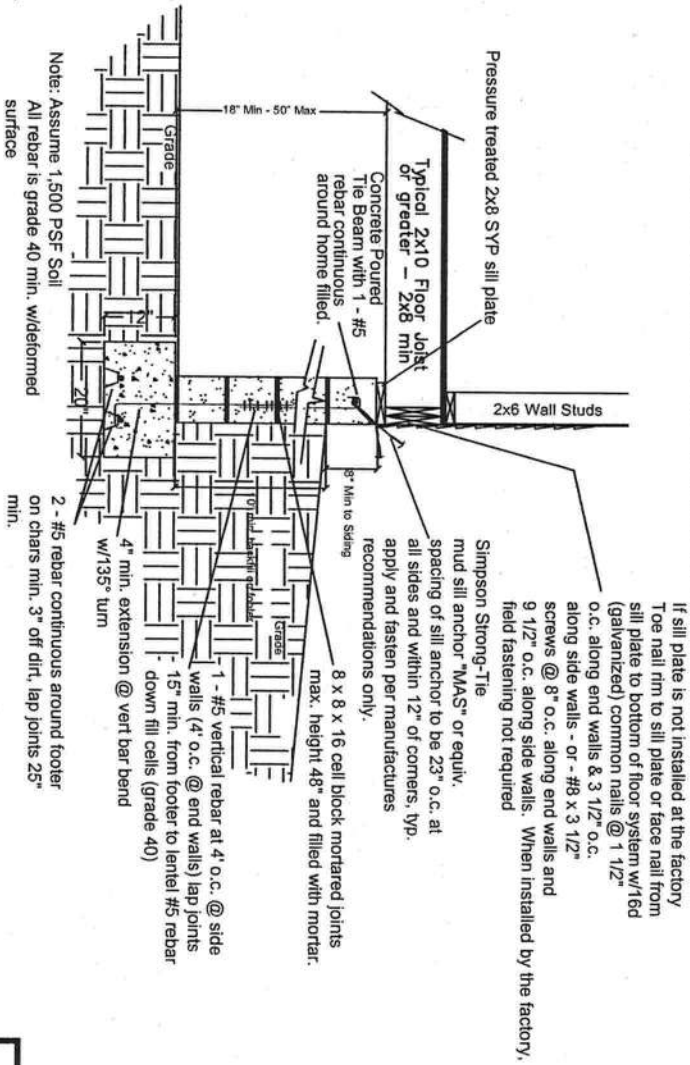 If sill plate is not installed at the factory
Toe nail rim to sill plate or face nail from
sill plate to bottom of floor system w/16d
(galvanized) common nails @ 1 1/2"
o.c. along end walls & 3 1/2" o.c.
along side walls - or - #8 x 3 1/2"
screws @ 8" o.c. along end walls and
9 1/2" o.c. along side walls. When installed by the factory,
field fastening not required
2x6 Wall Studs
Pressure treated 2x8 SYP sill plate
Typical 2x10 Floor Joist
or greater – 2x8 min
Simpson Strong-Tie
mud sill anchor "MAS" or equiv.
spacing of sill anchor to be 23" o.c. at
all sides and within 12" of corners, typ.
apply and fasten per manufactures
recommendations only.
Concrete Poured
Tie Beam with 1 - #5
rebar continuous
around home filled.
18" Min - 50" Max
8" Min to Siding
8 x 8 x 16 cell block mortared joints
max. height 48" and filled with mortar.
Grade
Grade
1 - #5 vertical rebar at 4' o.c. @ side
walls (4' o.c. @ end walls) lap joints
15" min. from footer to lentel #5 rebar
down fill cells (grade 40)
4" min. extension @ vert bar bend
w/135° turn
12"
20"
2 - #5 rebar continuous around footer
on chars min. 3" off dirt, lap joints 25"
min.
Note: Assume 1,500 PSF Soil
All rebar is grade 40 min. w/deformed
surface